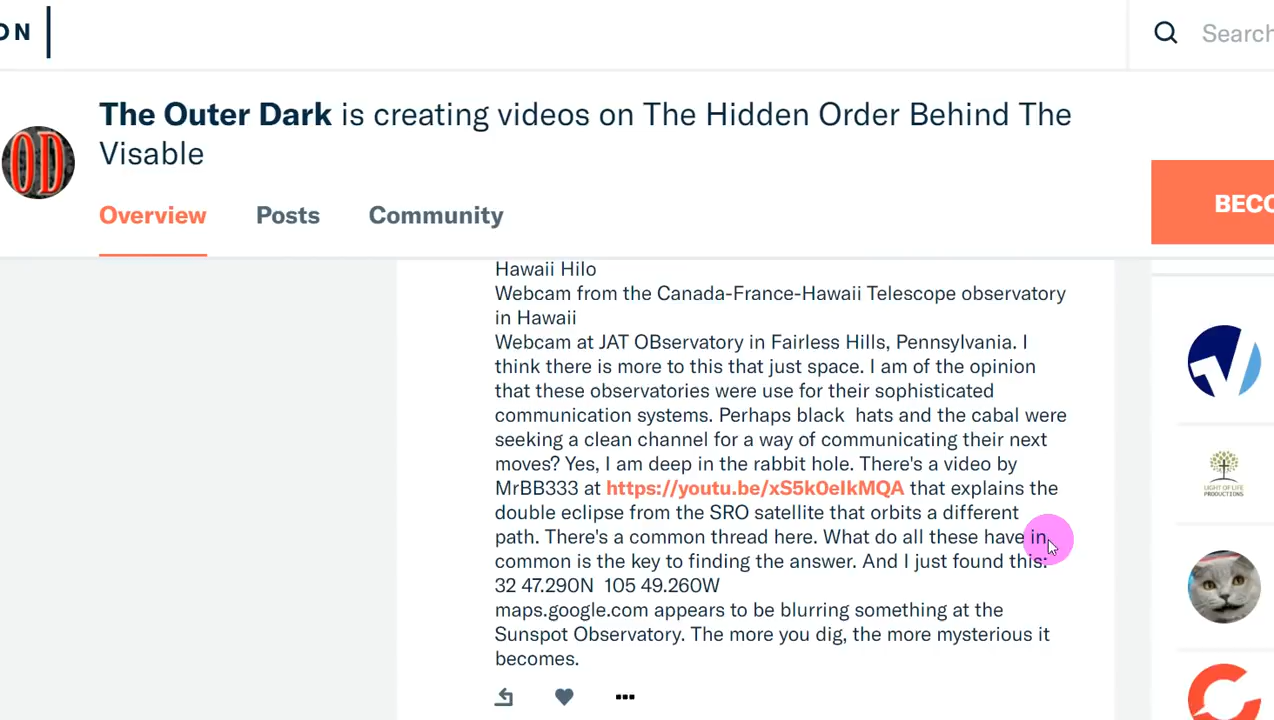 ON
Search
The Outer Dark is creating videos on The Hidden Order Behind The
Visable
OD
BECO
Overview Posts Community
Hawaii Hilo
Webcam from the Canada-France-Hawaii Telescope observatory
in Hawaii
Webcam at JAT OBservatory in Fairless Hills, Pennsylvania. I
think there is more to this that just space. I am of the opinion
that these observatories were use for their sophisticated
communication systems. Perhaps black  hats and the cabal were
seeking a clean channel for a way of communicating their next
moves? Yes, I am deep in the rabbit hole. There's a video by
MrBB333 at https://youtu.be/xS5k0eIkMQA that explains the
double eclipse from the SRO satellite that orbits a different
path. There's a common thread here. What do all these have in
common is the key to finding the answer. And I just found this:
32 47.290N  105 49.260W
maps.google.com appears to be blurring something at the
Sunspot Observatory. The more you dig, the more mysterious it
becomes.
LIGHT OF LIFE
PRODUCTIONS